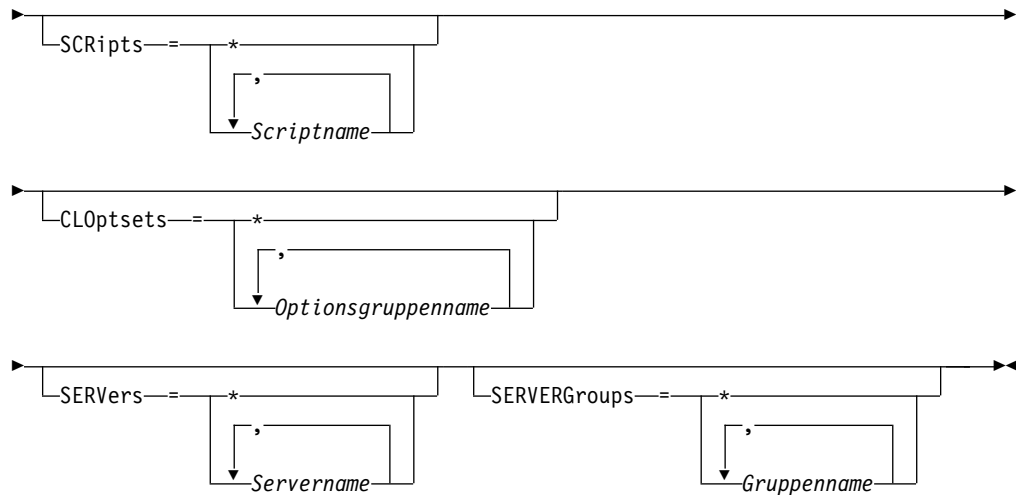 SCRipts = *
,
Scriptname
CLOptsets = *
,
Optionsgruppenname
SERVers = * SERVERGroups = *
, ,
Servername Gruppenname